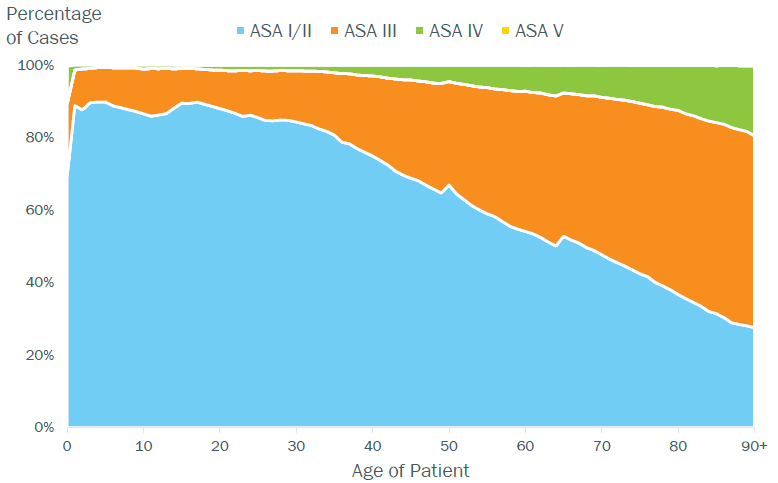 Percentage
of Cases
ASA I/II ASA III ASA IV ASA V
100%
80%
60%
40%
20%
0%
0 10 20 30 40 50 60 70 80 90+
Age of Patient